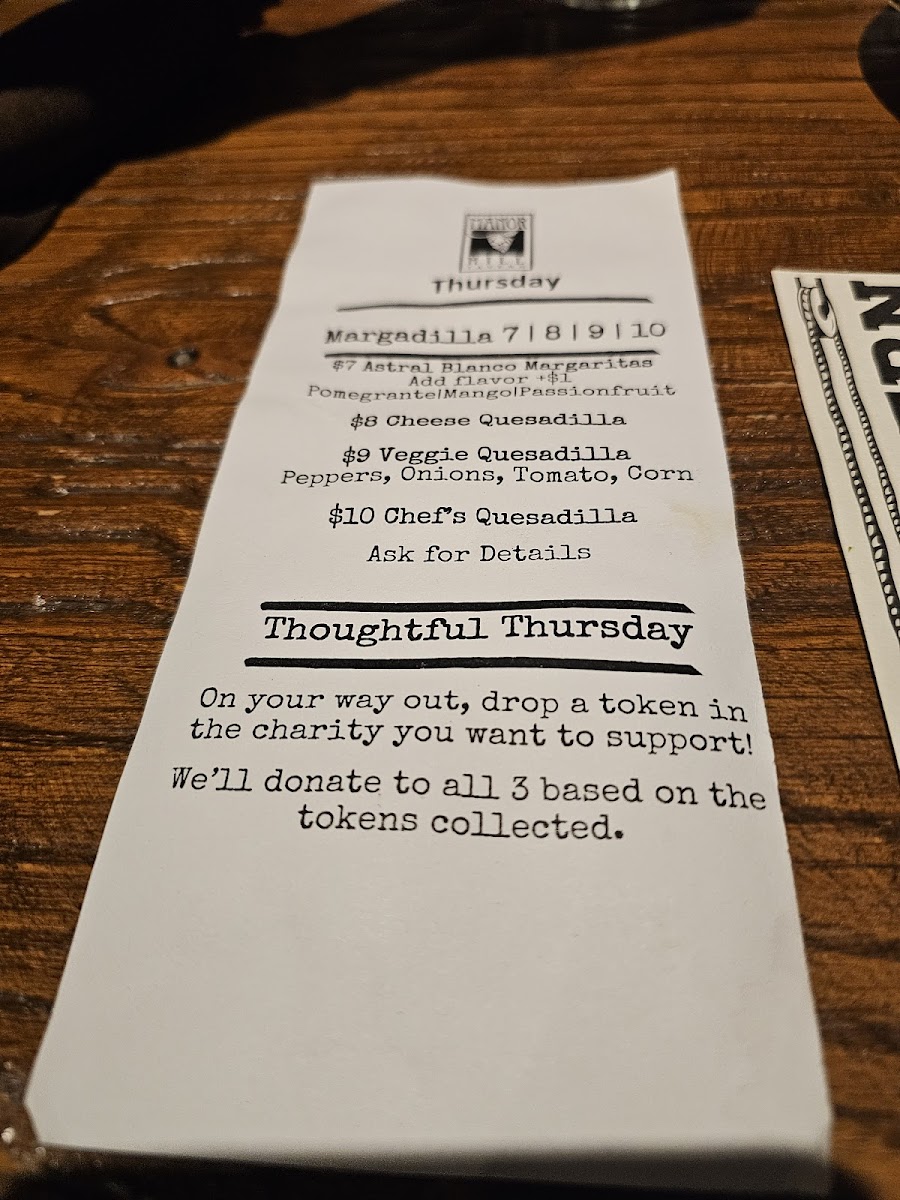 MANOR
HILL
Thursday
Margadilla 7|8|9|10
$7 Astral Blanco Margaritas
Add flavor +$1
Pomegrante|Mango|Passionfruit
$8 Cheese Quesadilla
$9 Veggie Quesadilla
Peppers, Onions, Tomato, Corn
$10 Chef's Quesadilla
Ask for Details
Thoughtful Thursday
On your way out, drop a token in
the charity you want to support!
We'll donate to all 3 based on the
tokens collected.